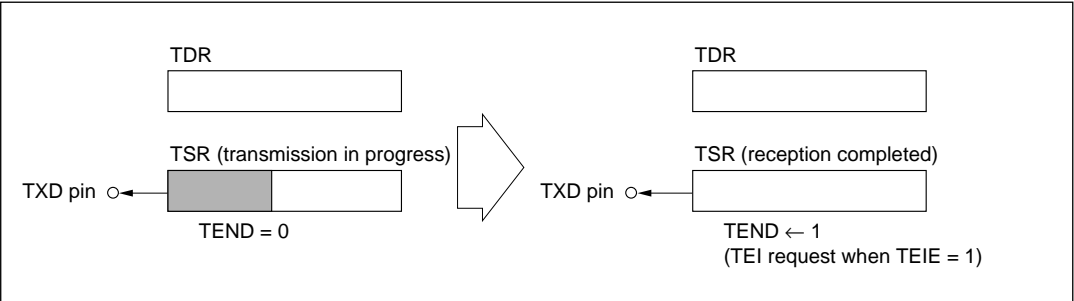 TDR
TSR (transmission in progress)
TXD pin
TEND = 0
TDR
TSR (reception completed)
TXD pin
TEND ← 1
(TEI request when TEIE = 1)